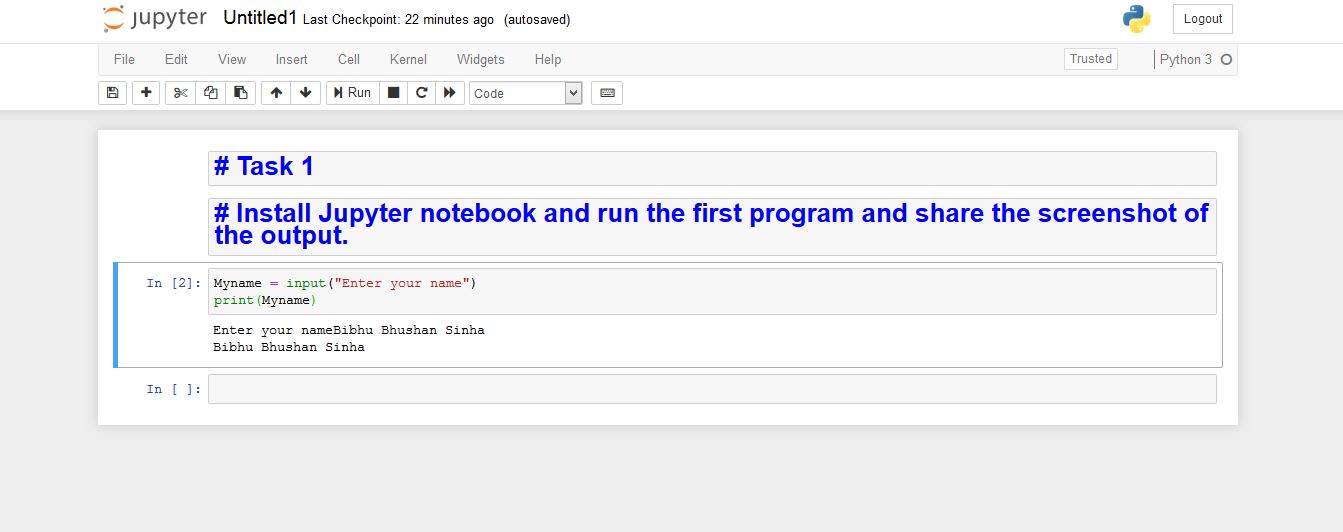 jupyter Untitled1 Last Checkpoint: 22 minutes ago (autosaved)
Logout
File Edit View Insert Cell Kernel Widgets Help
Trusted Python 3
Run Code
# Task 1
# Install Jupyter notebook and run the first program and share the screenshot of
the output.
In [2]: Myname = input("Enter your name")
print(Myname)
Enter your nameBibhu Bhushan Sinha
Bibhu Bhushan Sinha
In [ ]: